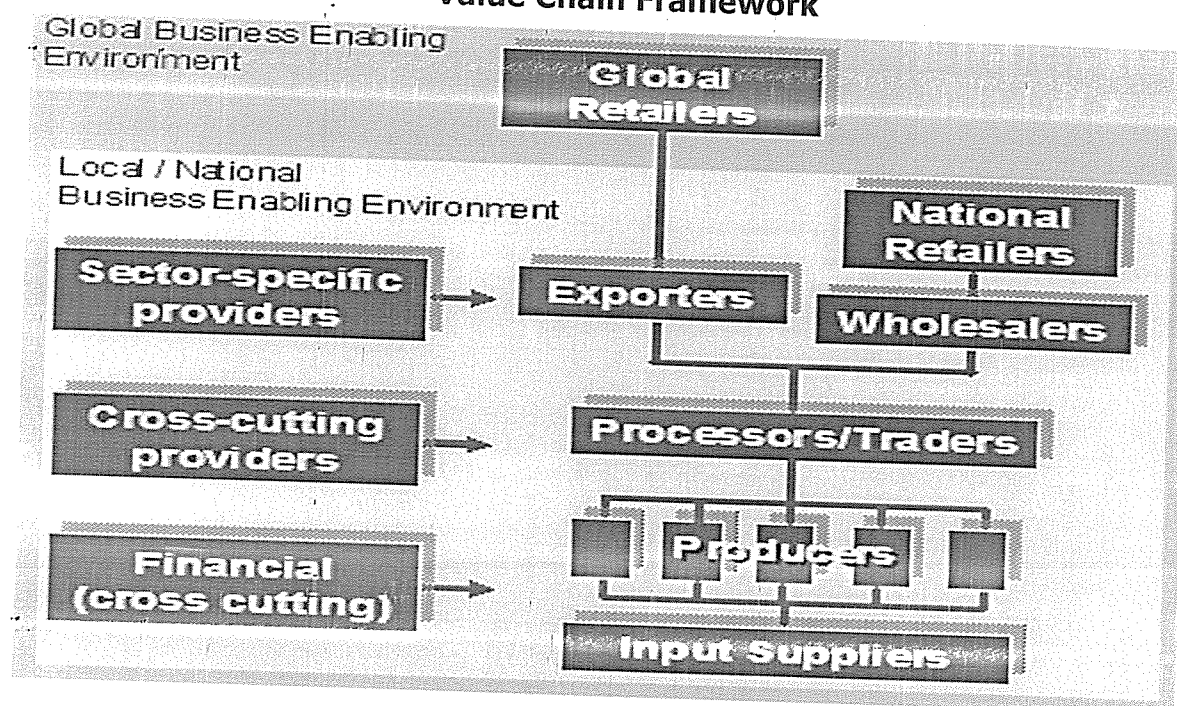 Value Chain Framework
Global Business Enabling
Environment
Global
Retailers
Local / National
Business Enabling Environment
National
Retailers
Sector-specific
providers
Exporters
Wholesalers
Cross-cutting
providers
Processors/Traders
Producers
Financial
(cross cutting)
Input Suppliers